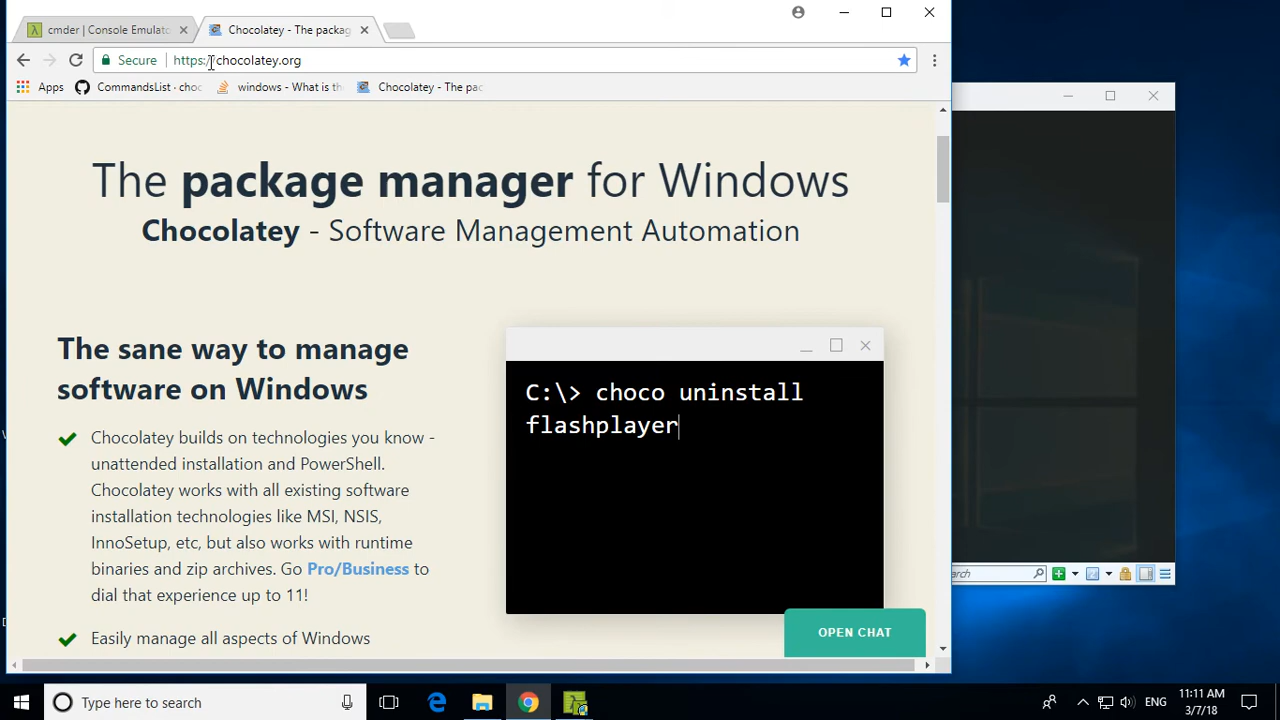 cmder | Console Emulato
Chocolatey - The packag
Secure
https://chocolatey.org
Apps
CommandsList · choc
windows - What is th
Chocolatey - The pac
The package manager for Windows
Chocolatey - Software Management Automation
The sane way to manage
software on Windows
Chocolatey builds on technologies you know -
unattended installation and PowerShell.
Chocolatey works with all existing software
installation technologies like MSI, NSIS,
InnoSetup, etc, but also works with runtime
binaries and zip archives. Go Pro/Business to
dial that experience up to 11!
Easily manage all aspects of Windows
C:\> choco uninstall
flashplayer
OPEN CHAT
earch
Type here to search
ENG
11:11 AM
3/7/18